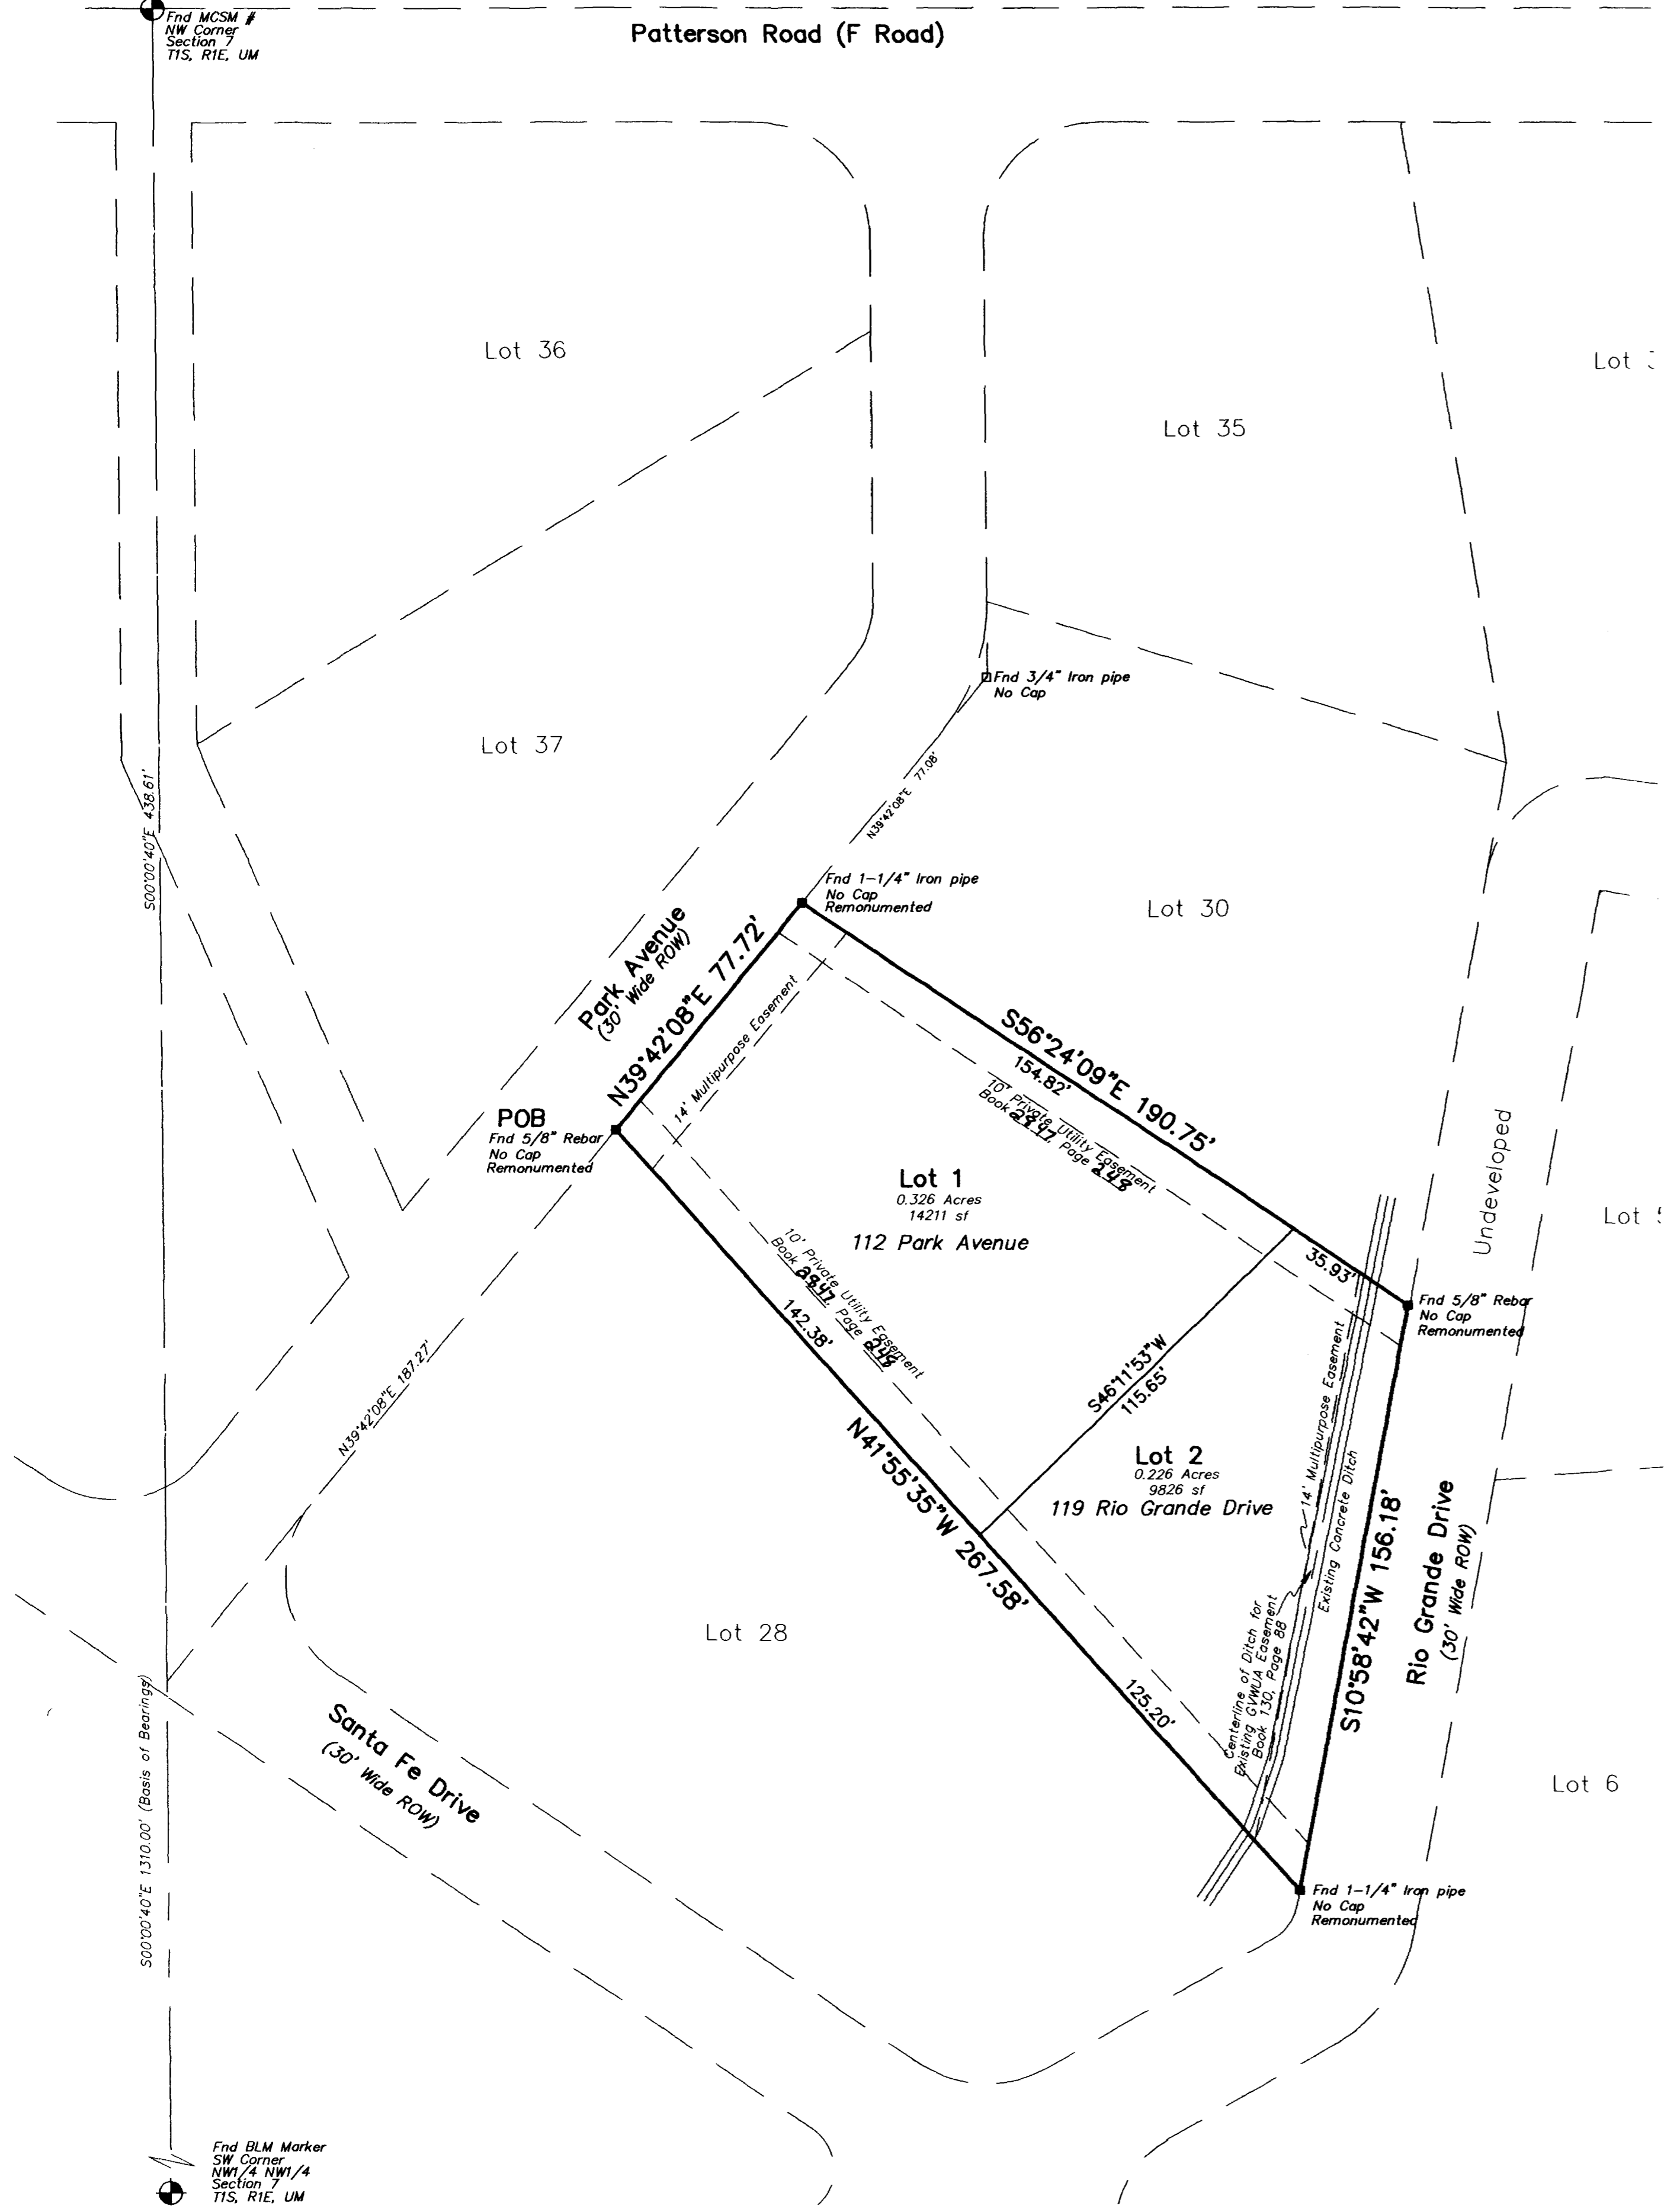 Fnd MCSM #
NW Corner
Section 7
T1S, R1E, UM
Patterson Road (F Road)
Lot 36
Lot 35
Lot
Lot 37
Fnd 3/4" Iron pipe
No Cap
S00°00'40"E 438.61'
N39°42'08"E 77.08'
Fnd 1-1/4" Iron pipe
No Cap
Remonumented
Lot 30
Park Avenue
(30' Wide ROW)
N39°42'08"E 77.72'
14' Multipurpose Easement
S56°24'09"E 190.75'
154.82'
10' Private Utility Easement
Book 2847, Page 248
POB
Fnd 5/8" Rebar
No Cap
Remonumented
Lot 1
0.326 Acres
14211 sf
112 Park Avenue
Undeveloped
Lot
10' Private Utility Easement
Book 2847, Page 248
142.38'
35.93'
Fnd 5/8" Rebar
No Cap
Remonumented
S46°11'53"W
115.65'
N39°42'08"E 187.27'
14' Multipurpose Easement
Existing Concrete Ditch
Lot 2
0.226 Acres
9826 sf
119 Rio Grande Drive
N41°55'35"W 267.58'
S10°58'42"W 156.18'
Rio Grande Drive
(30' Wide ROW)
Lot 28
Centerline of Ditch for
Existing GVWUA Easement
Book 130, Page 88
125.20'
Santa Fe Drive
(30' Wide ROW)
Lot 6
S00°00'40"E 1310.00' (Basis of Bearings)
Fnd 1-1/4" Iron pipe
No Cap
Remonumented
Fnd BLM Marker
SW Corner
NW1/4 NW1/4
Section 7
T1S, R1E, UM